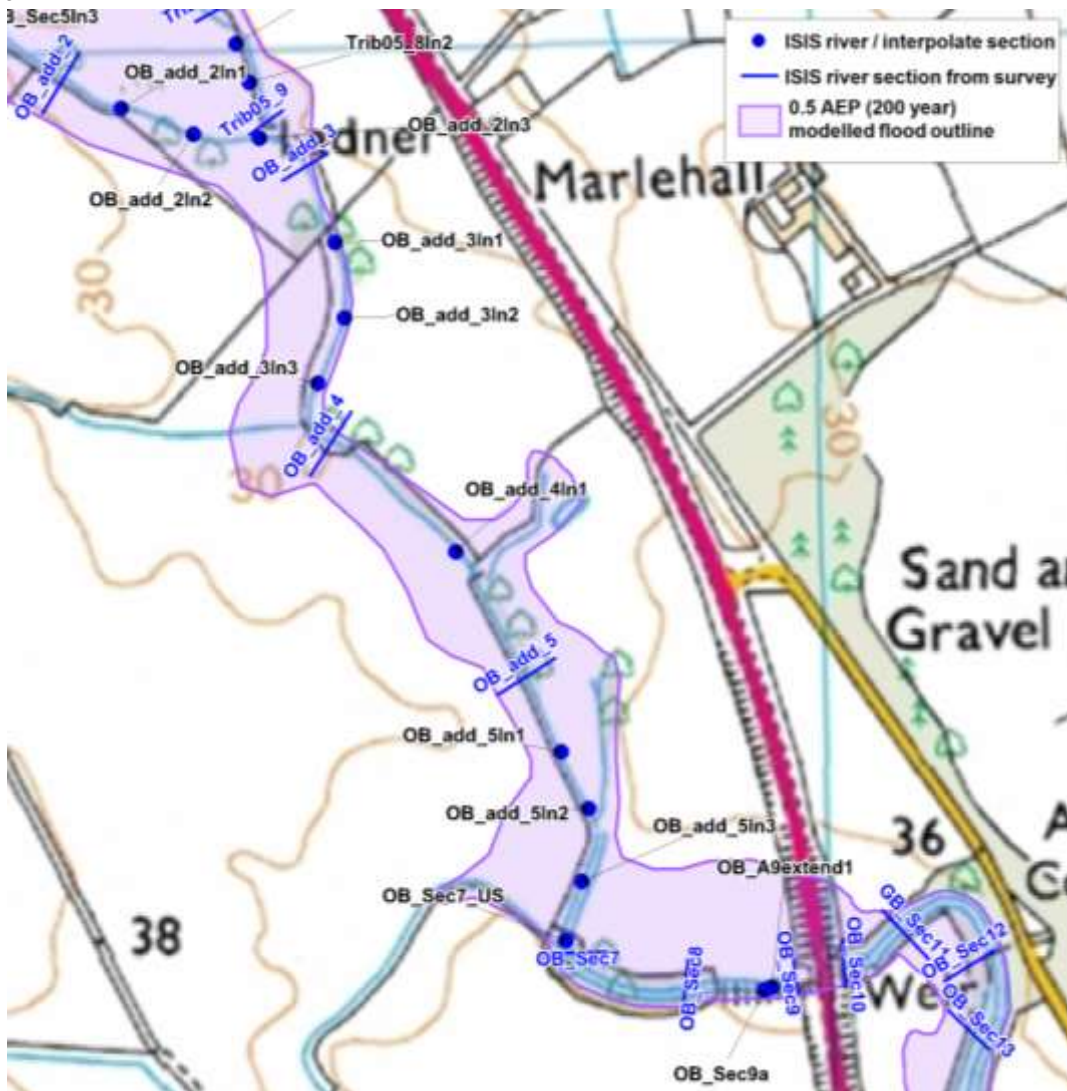 B_Sec5In3
Trib
Trib05_8In2
ISIS river / interpolate section
ISIS river section from survey
0.5 AEP (200 year)
modelled flood outline
OB_add_2
OB_add_2In1
Trib05_9
OB_add_2In3
OB_add_3
OB_add_2In2
Marlehall
OB_add_3In1
30
OB_add_3In2
OB_add_3In3
OB_add_4
30
30
OB_add_4In1
Sand a
Gravel
OB_add_5
OB_add_5In1
OB_add_5In2
OB_add_5In3
36
OB_A9extend1
OB_Sec7_US
38
OB_Sec7
OB_Sec8
OB_Sec9
OB_Sec10
OB_Sec11
OB_Sec12
OB_Sec13
OB_Sec9a